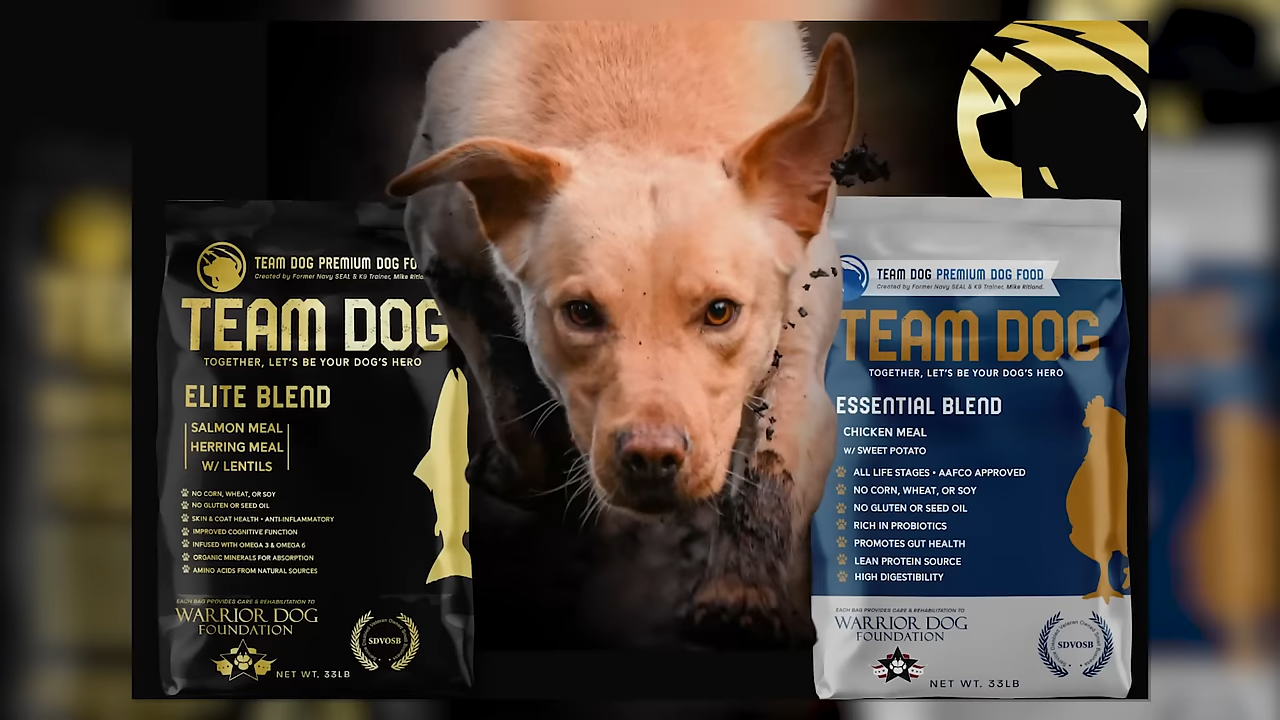 TEAM DOG PREMIUM DOG FO
Created by Former Navy SEAL & K9 Trainer, Mike Ritland.
TEAM DOG
TOGETHER, LET'S BE YOUR DOG'S HERO
ELITE BLEND
SALMON MEAL
HERRING MEAL
W/ LENTILS
NO CORN, WHEAT, OR SOY
NO GLUTEN OR SEED OIL
SKIN & COAT HEALTH • ANTI-INFLAMMATORY
IMPROVED COGNITIVE FUNCTION
INFUSED WITH OMEGA 3 & OMEGA 6
ORGANIC MINERALS FOR ABSORPTION
AMINO ACIDS FROM NATURAL SOURCES
EACH BAG PROVIDES CARE & REHABILITATION TO
WARRIOR DOG
FOUNDATION
SDVOSB
NET WT. 33LB
TEAM DOG PREMIUM DOG FOOD
Created by Former Navy SEAL & K9 Trainer, Mike Ritland.
TEAM DOG
TOGETHER, LET'S BE YOUR DOG'S HERO
ESSENTIAL BLEND
CHICKEN MEAL
W/ SWEET POTATO
ALL LIFE STAGES • AAFCO APPROVED
NO CORN, WHEAT, OR SOY
NO GLUTEN OR SEED OIL
RICH IN PROBIOTICS
PROMOTES GUT HEALTH
LEAN PROTEIN SOURCE
HIGH DIGESTIBILITY
EACH BAG PROVIDES CARE & REHABILITATION TO
WARRIOR DOG
FOUNDATION
SDVOSB
NET WT. 33LB